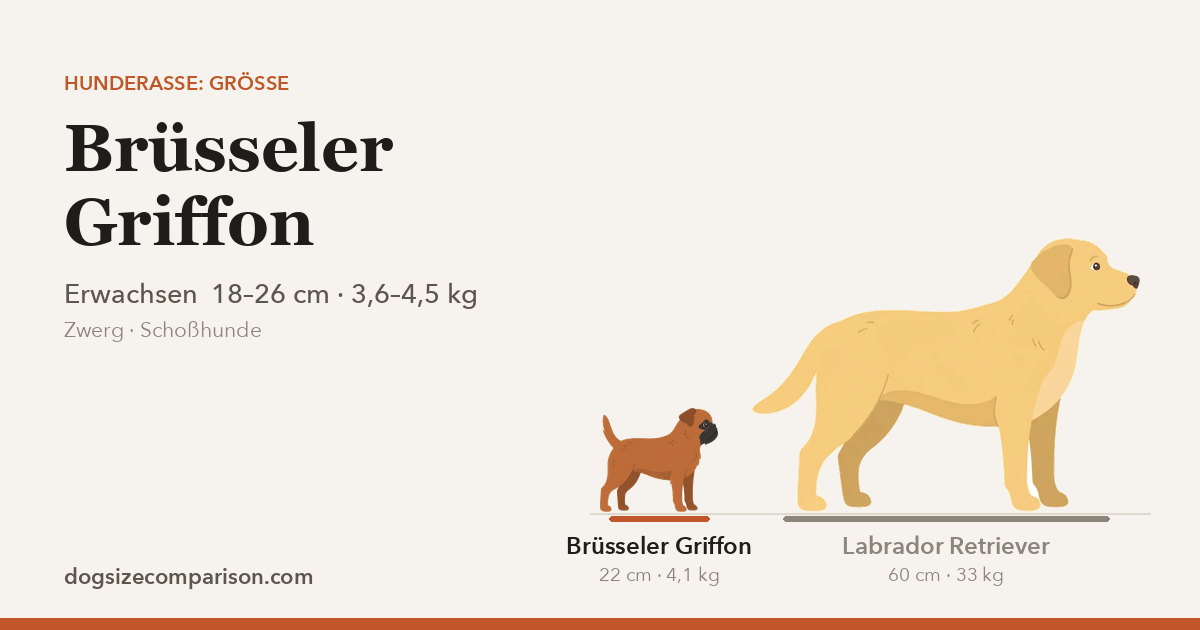 HUNDERASSE: GRÖSSE
Brüsseler
Griffon
Erwachsen 18–26 cm · 3,6–4,5 kg
Zwerg · Schoßhunde
Brüsseler Griffon
22 cm · 4,1 kg
Labrador Retriever
60 cm · 33 kg
dogsizecomparison.com